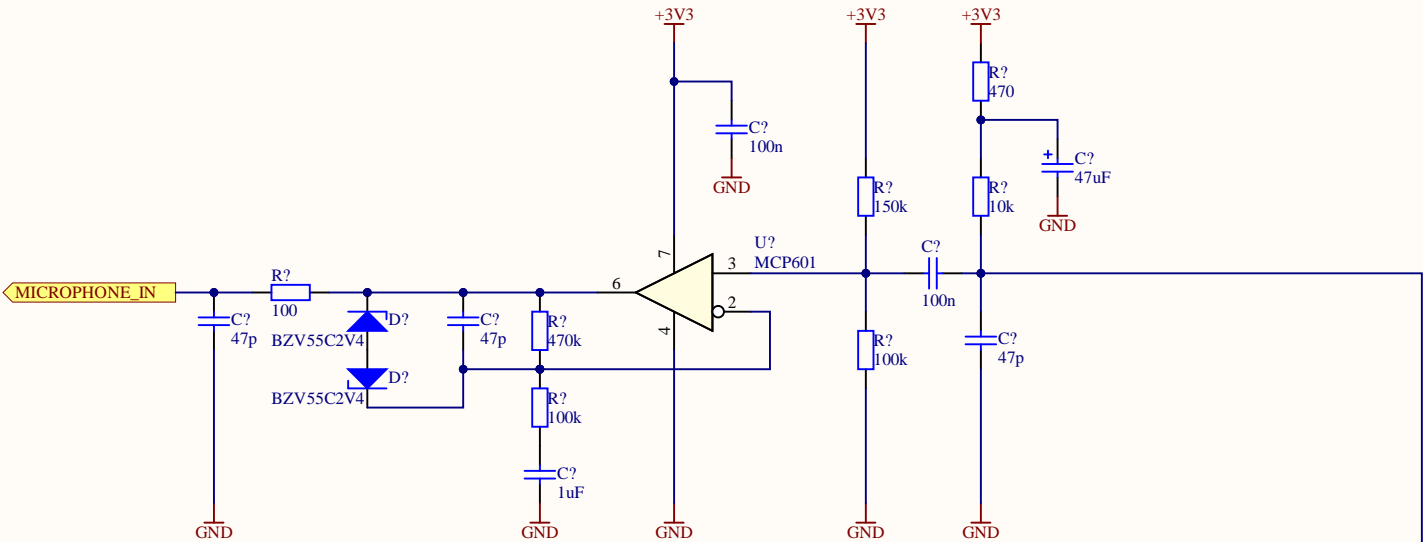 +3V3
+3V3
+3V3
R?
470
C?
100n
GND
C?
47uF
GND
R?
150k
R?
10k
U?
MCP601
7
3
6
2
4
C?
100n
MICROPHONE_IN
R?
100
C?
47p
D?
BZV55C2V4
D?
BZV55C2V4
C?
47p
R?
470k
R?
100k
C?
1uF
R?
100k
C?
47p
GND
GND
GND
GND
GND